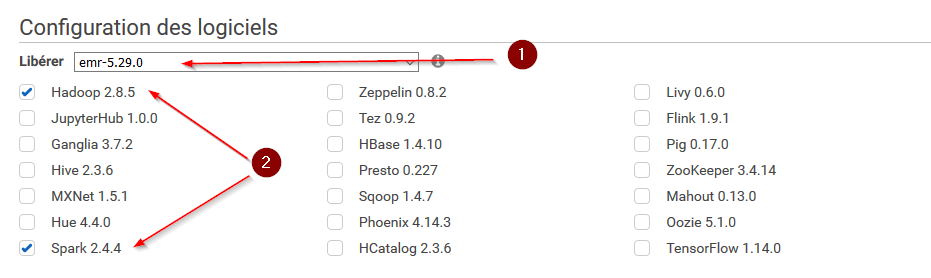 Configuration des logiciels
Libérer emr-5.29.0 1
Hadoop 2.8.5 Zeppelin 0.8.2 Livy 0.6.0
JupyterHub 1.0.0 Tez 0.9.2 Flink 1.9.1
Ganglia 3.7.2 HBase 1.4.10 Pig 0.17.0
2
Hive 2.3.6 Presto 0.227 ZooKeeper 3.4.14
MXNet 1.5.1 Sqoop 1.4.7 Mahout 0.13.0
Hue 4.4.0 Phoenix 4.14.3 Oozie 5.1.0
Spark 2.4.4 HCatalog 2.3.6 TensorFlow 1.14.0